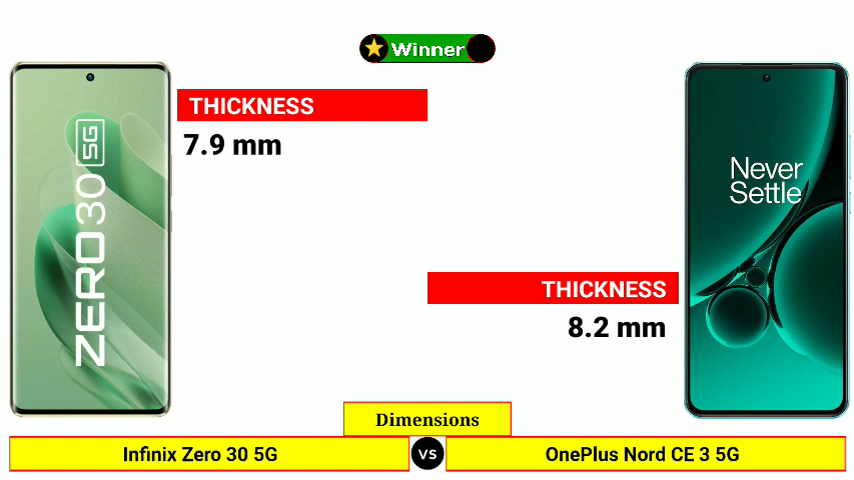 Winner
THICKNESS
7.9 mm
ZERO 30 5G
Never
Settle
THICKNESS
8.2 mm
Dimensions
Infinix Zero 30 5G
VS
OnePlus Nord CE 3 5G